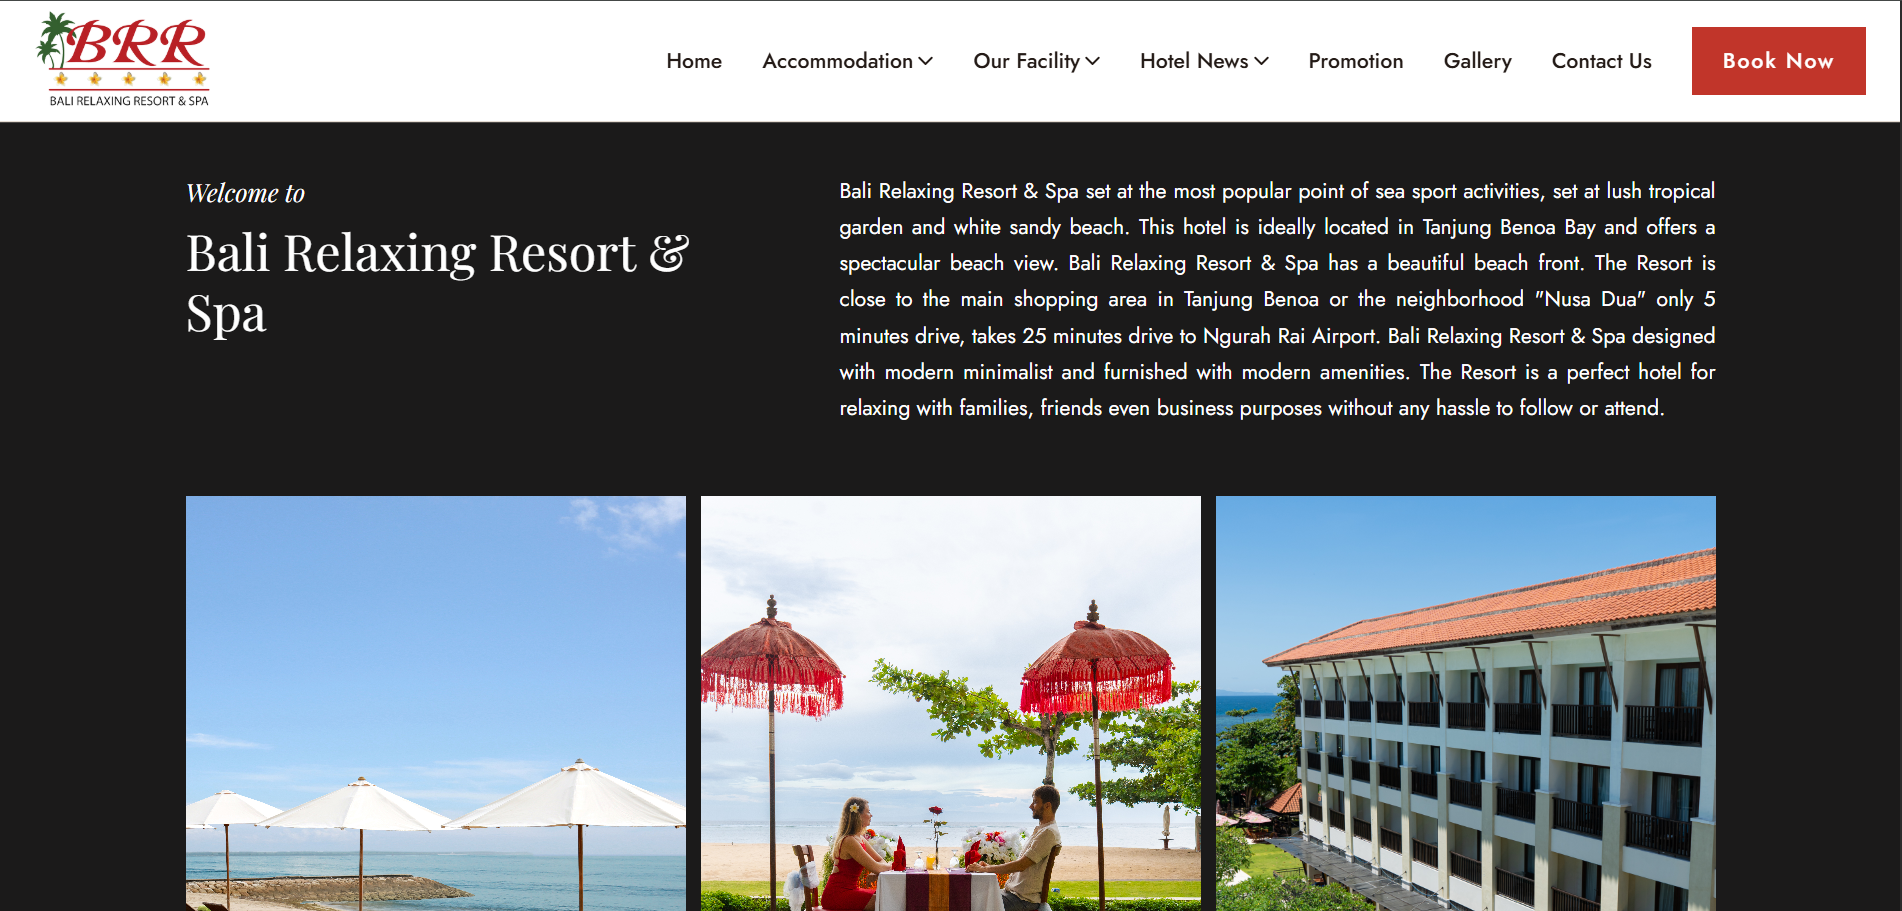 BRR
BALI RELAXING RESORT & SPA
Home
Accommodation
Our Facility
Hotel News
Promotion
Gallery
Contact Us
Book Now
Welcome to
Bali Relaxing Resort &
Spa
Bali Relaxing Resort & Spa set at the most popular point of sea sport activities, set at lush tropical
garden and white sandy beach. This hotel is ideally located in Tanjung Benoa Bay and offers a
spectacular beach view. Bali Relaxing Resort & Spa has a beautiful beach front. The Resort is
close to the main shopping area in Tanjung Benoa or the neighborhood "Nusa Dua" only 5
minutes drive, takes 25 minutes drive to Ngurah Rai Airport. Bali Relaxing Resort & Spa designed
with modern minimalist and furnished with modern amenities. The Resort is a perfect hotel for
relaxing with families, friends even business purposes without any hassle to follow or attend.